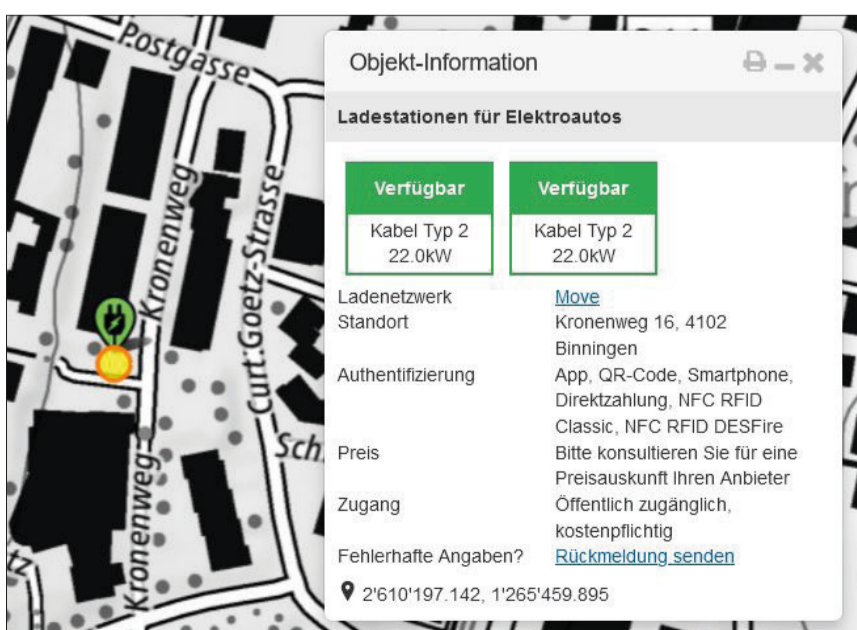 Postgasse
Kronenweg
Curt-Goetz-Strasse
Kronenweg
Sch
tz
Objekt-Information
Ladestationen für Elektroautos
Verfügbar
Verfügbar
Kabel Typ 2
22.0kW
Kabel Typ 2
22.0kW
Ladenetzwerk Move
Standort Kronenweg 16, 4102
Binningen
Authentifizierung App, QR-Code, Smartphone,
Direktzahlung, NFC RFID
Classic, NFC RFID DESFire
Preis Bitte konsultieren Sie für eine
Preisauskunft Ihren Anbieter
Zugang Öffentlich zugänglich,
kostenpflichtig
Fehlerhafte Angaben? Rückmeldung senden
2'610'197.142, 1'265'459.895